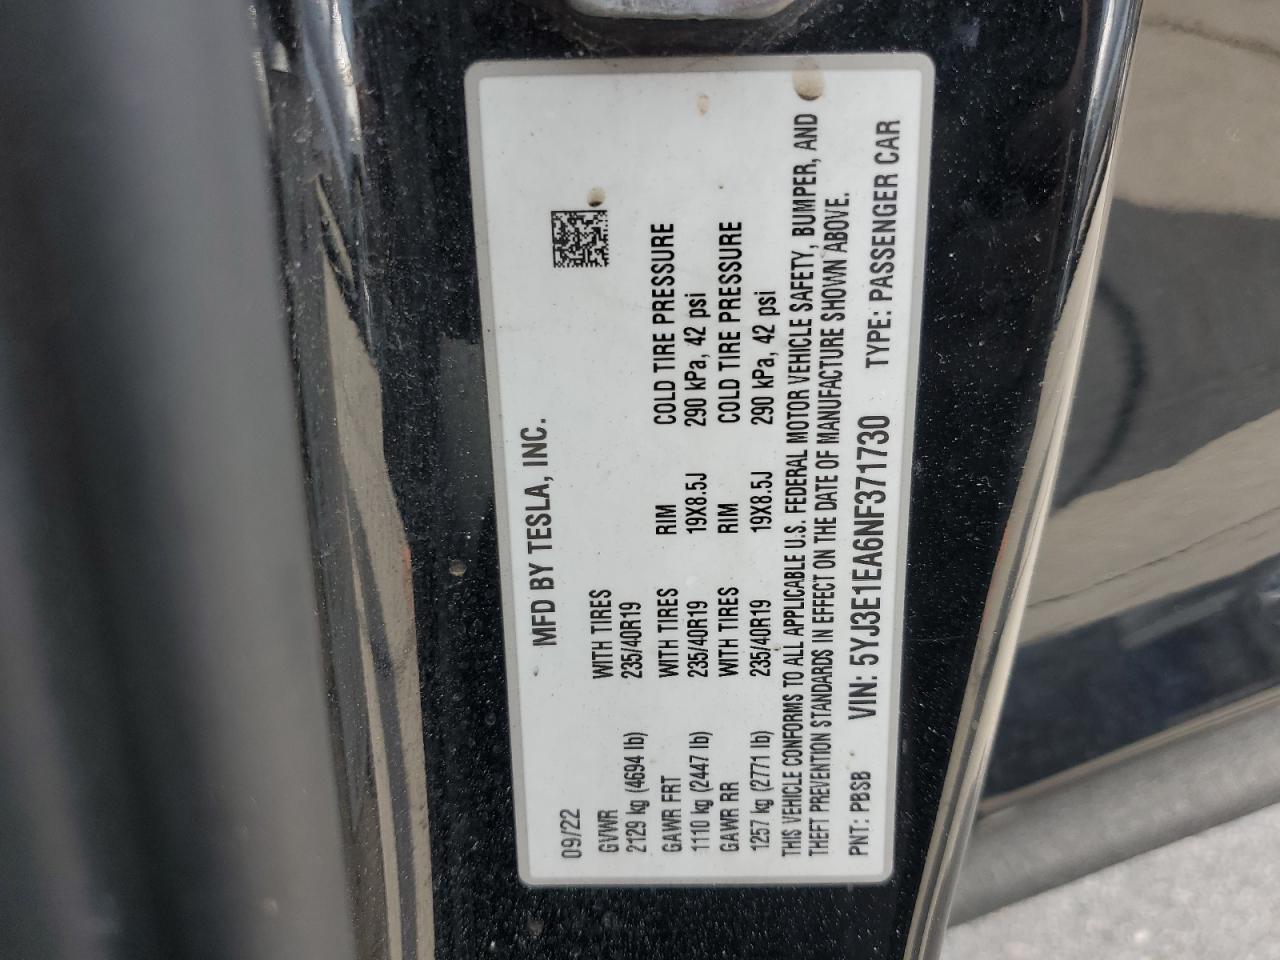 09/22 MFD BY TESLA, INC.
GVWR WITH TIRES
2129 kg (4694 lb) 235/40R19
GAWR FRT WITH TIRES RIM COLD TIRE PRESSURE
1110 kg (2447 lb) 235/40R19 19X8.5J 290 kPa, 42 psi
GAWR RR WITH TIRES RIM COLD TIRE PRESSURE
1257 kg (2771 lb) 235/40R19 19X8.5J 290 kPa, 42 psi
THIS VEHICLE CONFORMS TO ALL APPLICABLE U.S. FEDERAL MOTOR VEHICLE SAFETY, BUMPER, AND
THEFT PREVENTION STANDARDS IN EFFECT ON THE DATE OF MANUFACTURE SHOWN ABOVE.
PNT: PBSB VIN: 5YJ3E1EA6NF371730 TYPE: PASSENGER CAR